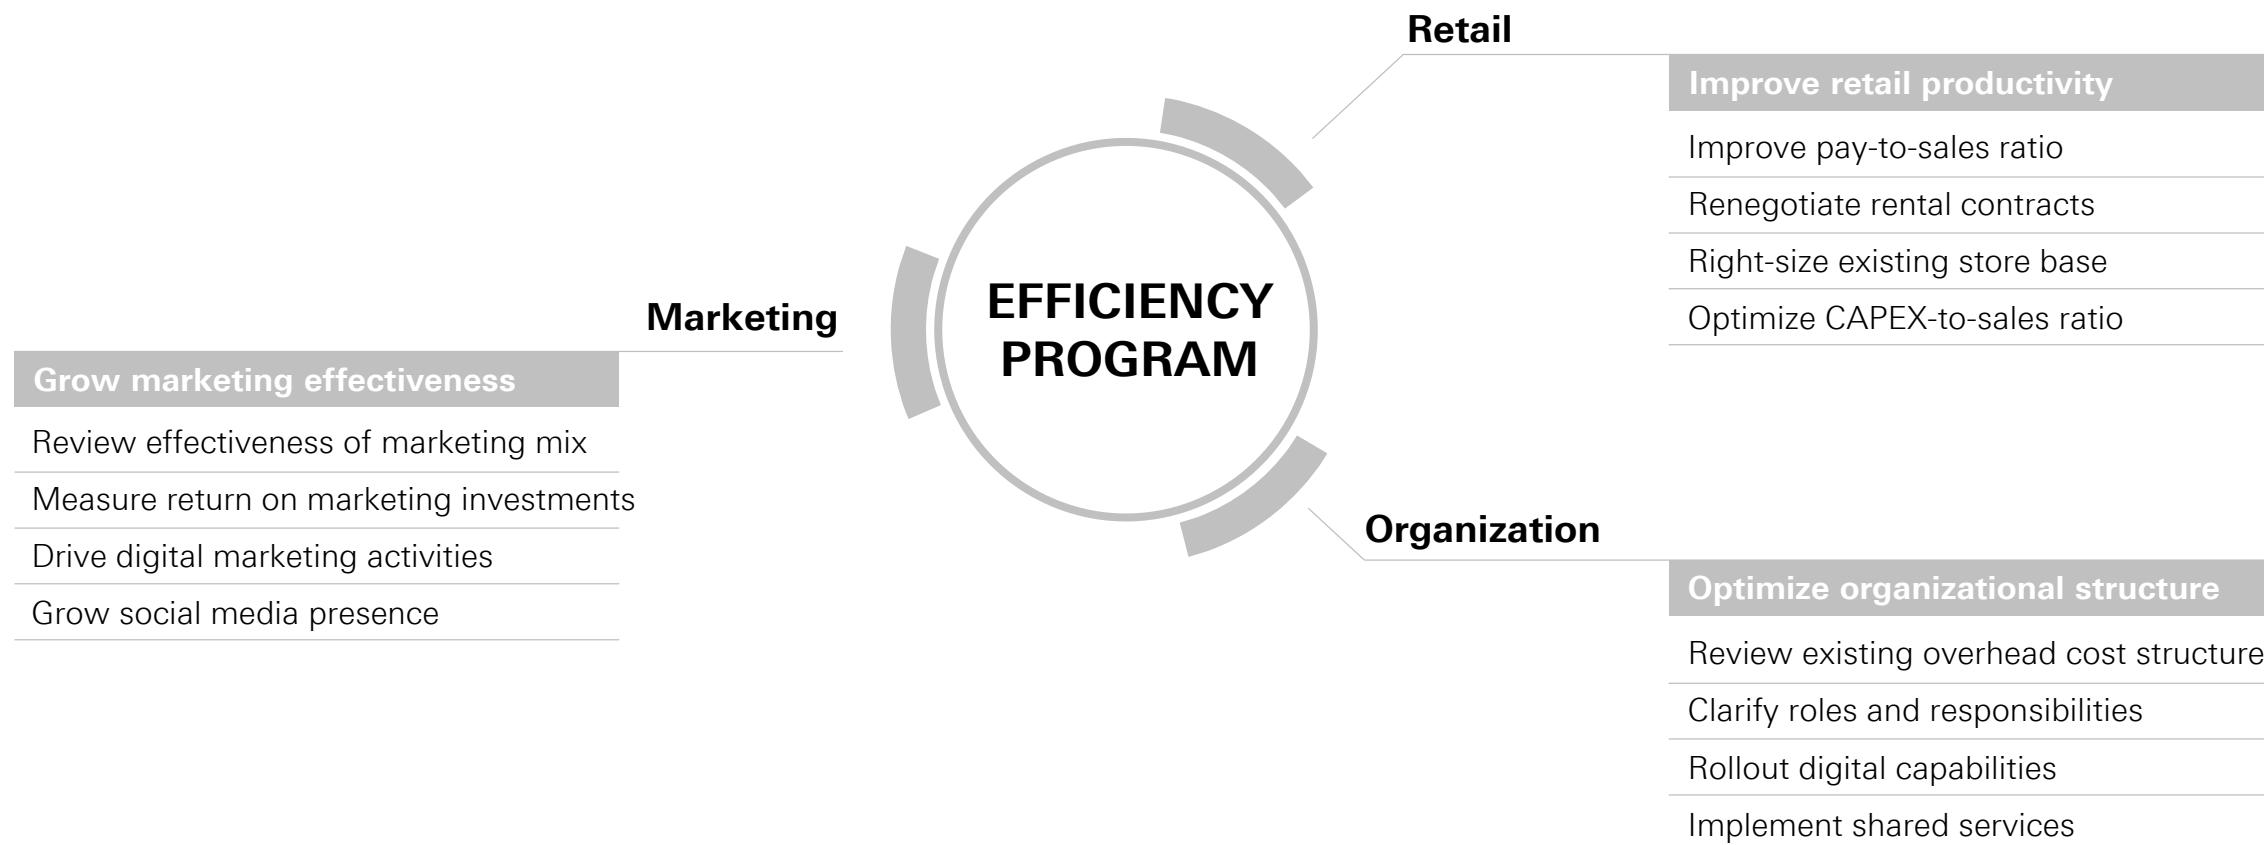 Retail
Improve retail productivity
Improve pay-to-sales ratio
Renegotiate rental contracts
Right-size existing store base
Optimize CAPEX-to-sales ratio
EFFICIENCY
PROGRAM
Marketing
Grow marketing effectiveness
Review effectiveness of marketing mix
Measure return on marketing investments
Drive digital marketing activities
Grow social media presence
Organization
Optimize organizational structure
Review existing overhead cost structure
Clarify roles and responsibilities
Rollout digital capabilities
Implement shared services